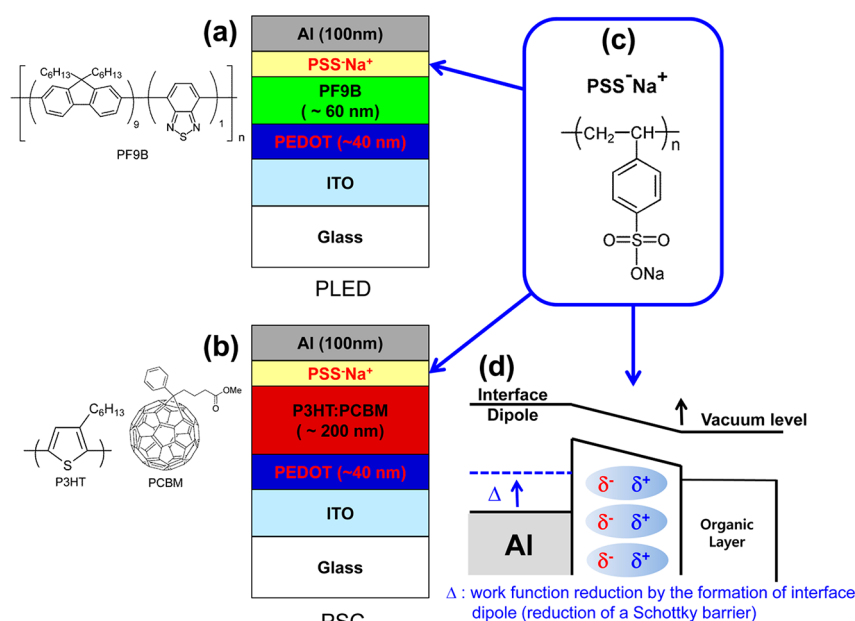 (a)
Al (100nm)
PSS-Na+
PF9B
(~ 60 nm)
PEDOT (~40 nm)
ITO
Glass
PLED
C6H13 C6H13
N S N
9
1
n
PF9B
(c)
PSS-Na+
CH2 CH
n
O=S=O
ONa
(b)
Al (100nm)
PSS-Na+
P3HT:PCBM
(~ 200 nm)
PEDOT (~40 nm)
ITO
Glass
PSC
C6H13
S
n
P3HT
OMe
O
PCBM
(d)
Interface
Dipole
Vacuum level
Δ
δ- δ+
δ- δ+
δ- δ+
Al
Organic
Layer
Δ : work function reduction by the formation of interface
dipole (reduction of a Schottky barrier)